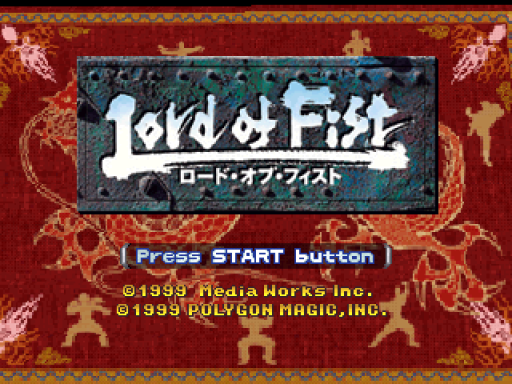 Lord of Fist
ロード・オブ・フィスト
Press START button
©1999 Media Works Inc.
©1999 POLYGON MAGIC,INC.